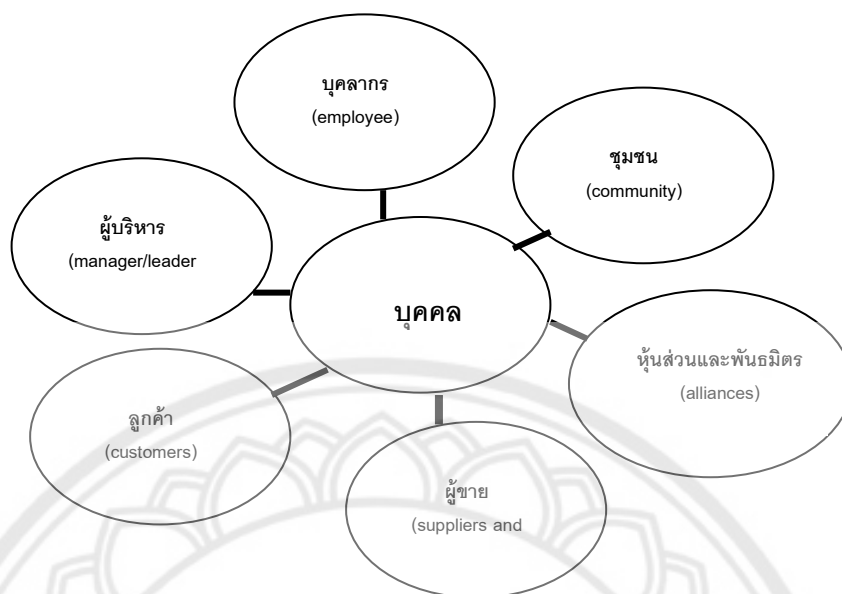 บุคลากร
(employee)
ชุมชน
(community)
ผู้บริหาร
(manager/leader
บุคคล
หุ้นส่วนและพันธมิตร
(alliances)
ลูกค้า
(customers)
ผู้ขาย
(suppliers and